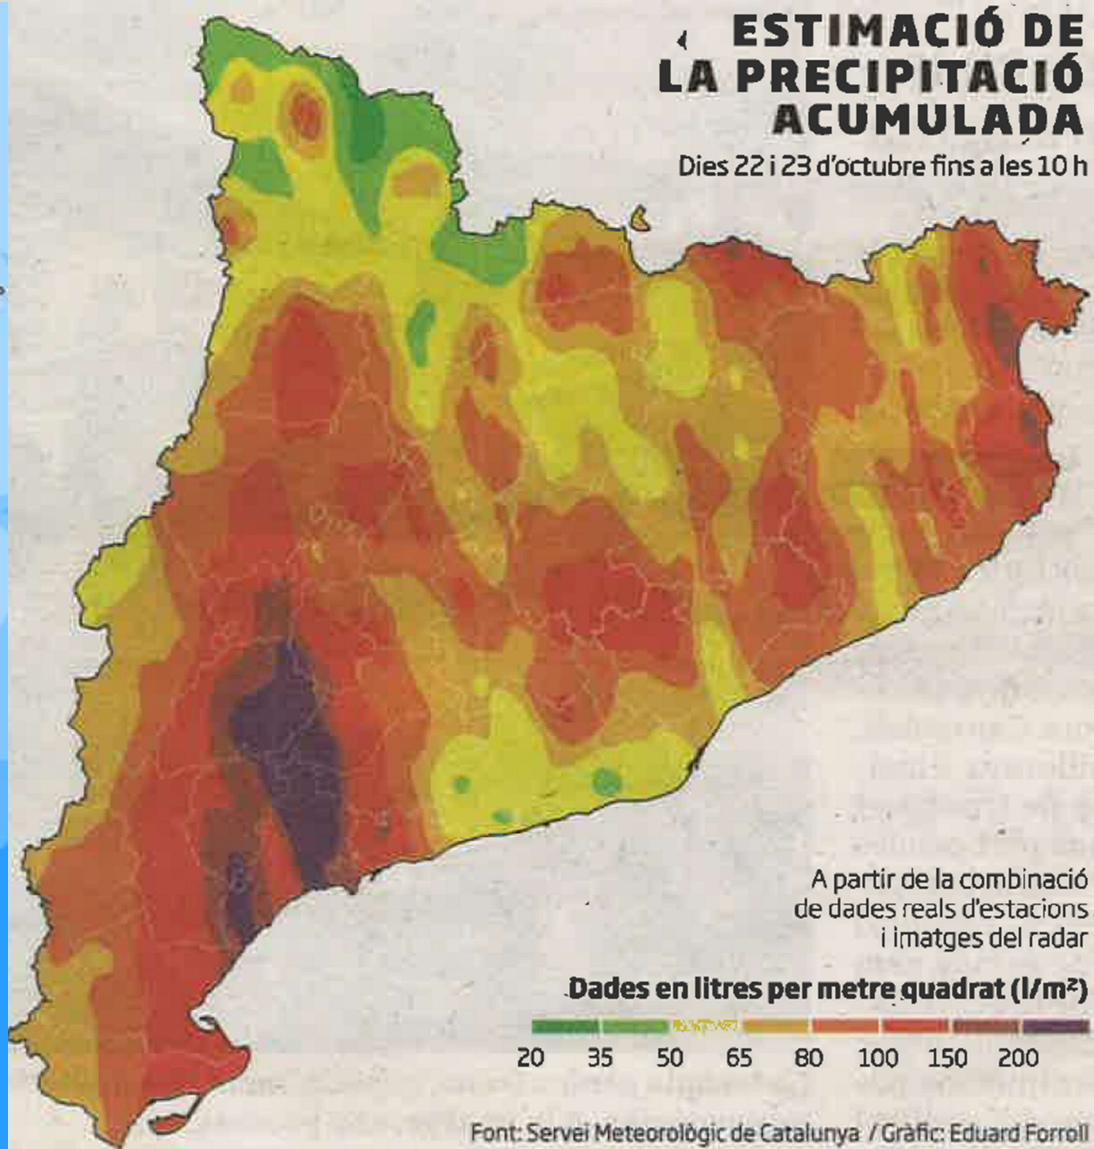 ESTIMACIÓ DE
LA PRECIPITACIÓ
ACUMULADA
Dies 22 i 23 d'octubre fins a les 10 h
A partir de la combinació
de dades reals d'estacions
i imatges del radar
Dades en litres per metre quadrat (l/m²)
20 35 50 65 80 100 150 200
Font: Servei Meteorològic de Catalunya / Gràfic: Eduard Forroll